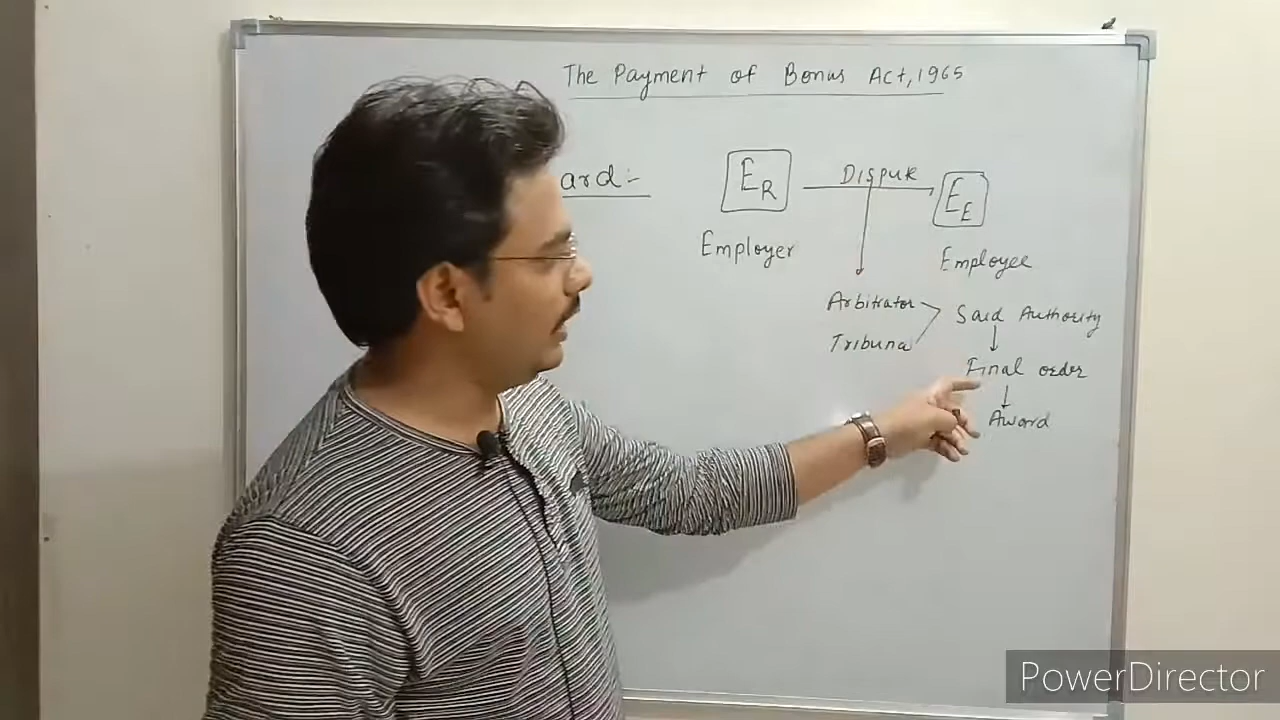 The Payment of Bonus Act, 1965
ard:-
ER
Dispute
EE
Employer
Employee
Arbitrator
Said Authority
Tribunal
Final order
Award
PowerDirector